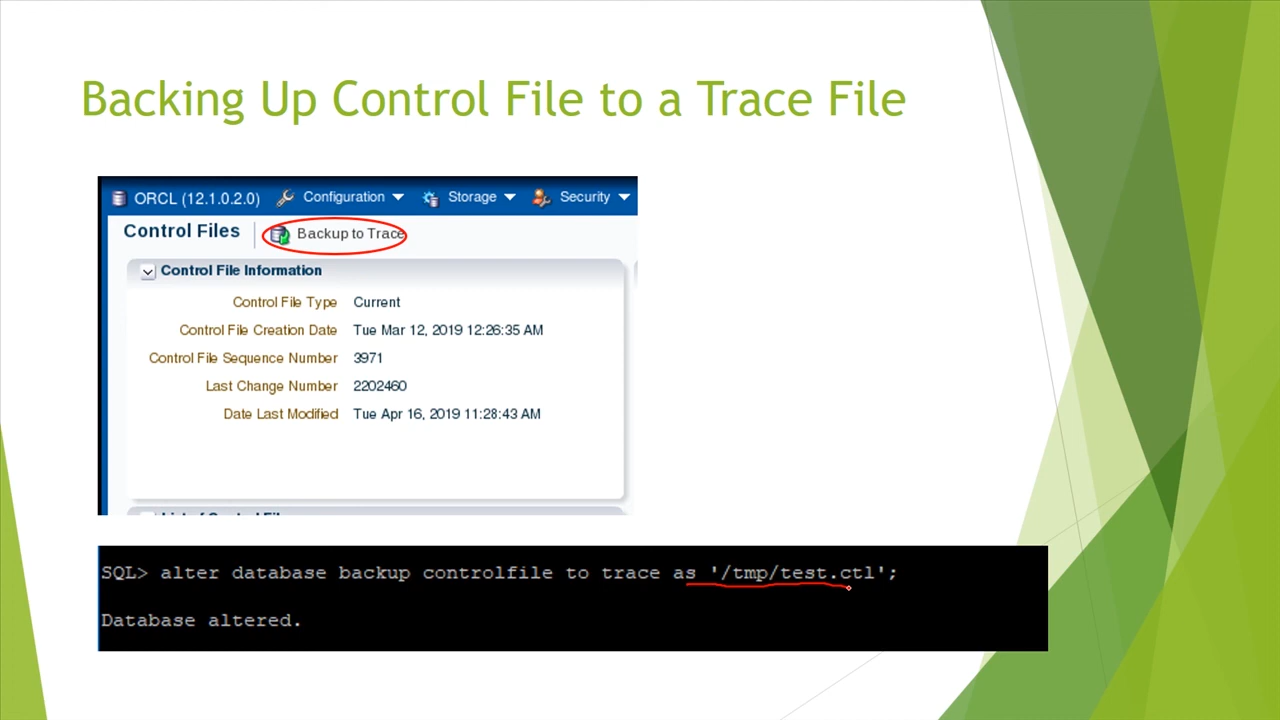 Backing Up Control File to a Trace File
ORCL (12.1.0.2.0) Configuration Storage Security
Control Files Backup to Trace
Control File Information
Control File Type Current
Control File Creation Date Tue Mar 12, 2019 12:26:35 AM
Control File Sequence Number 3971
Last Change Number 2202460
Date Last Modified Tue Apr 16, 2019 11:28:43 AM
SQL> alter database backup controlfile to trace as '/tmp/test.ctl';
Database altered.